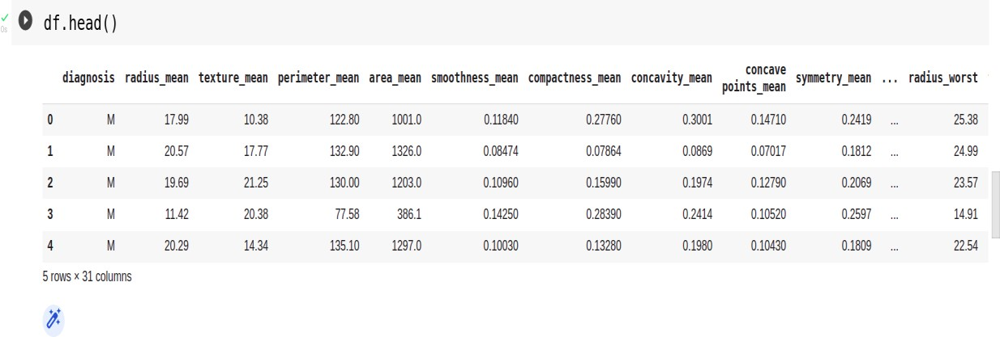 df.head()
0s
diagnosis radius_mean texture_mean perimeter_mean area_mean smoothness_mean compactness_mean concavity_mean concave points_mean symmetry_mean ... radius_worst
0 M 17.99 10.38 122.80 1001.0 0.11840 0.27760 0.3001 0.14710 0.2419 ... 25.38
1 M 20.57 17.77 132.90 1326.0 0.08474 0.07864 0.0869 0.07017 0.1812 ... 24.99
2 M 19.69 21.25 130.00 1203.0 0.10960 0.15990 0.1974 0.12790 0.2069 ... 23.57
3 M 11.42 20.38 77.58 386.1 0.14250 0.28390 0.2414 0.10520 0.2597 ... 14.91
4 M 20.29 14.34 135.10 1297.0 0.10030 0.13280 0.1980 0.10430 0.1809 ... 22.54
5 rows × 31 columns